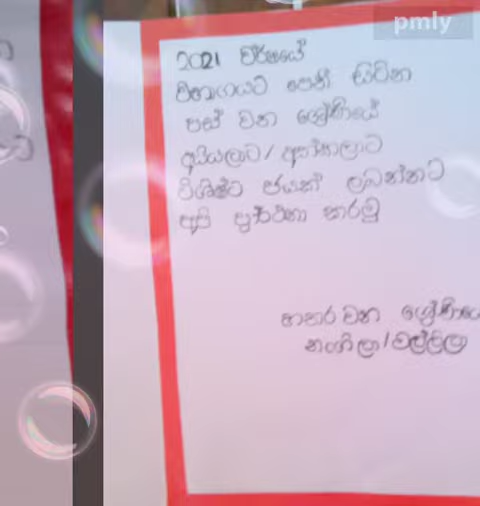 pmly
2021 වර්ෂයේ
විභාගයට පෙනී සිටින
පස් වන ශ්‍රේණියේ
අයියලාට/අක්කලාට
විශිෂ්ට ජයක් ලබන්නට
අපි ප්‍රාර්ථනා කරමු
හතර වන ශ්‍රේණියේ
නංගිලා/මල්ලිලා